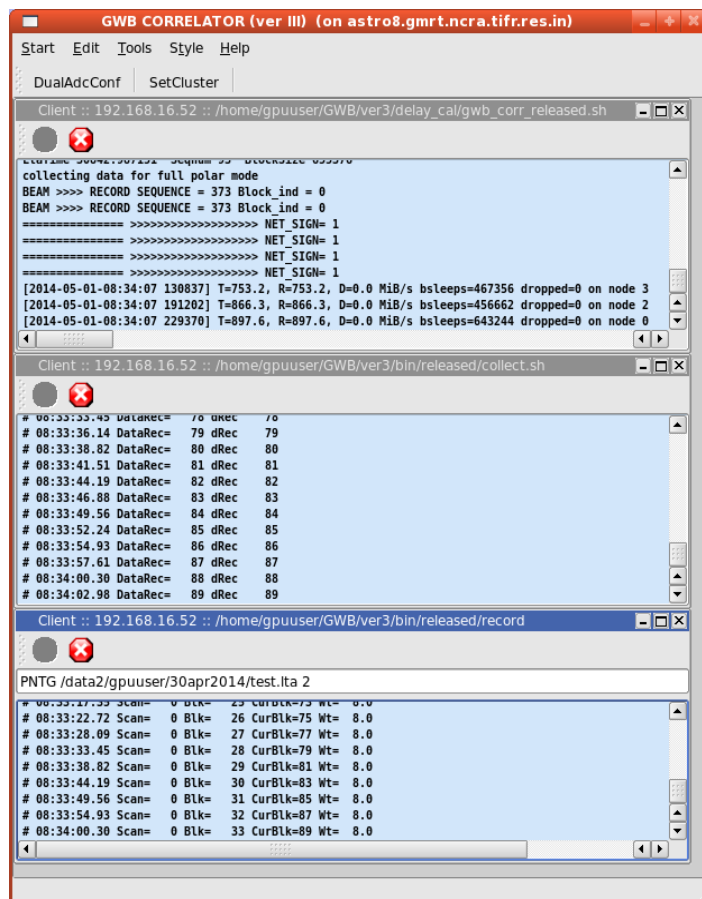 GWB CORRELATOR (ver III) (on astro8.gmrt.ncra.tifr.res.in)
Start Edit Tools Style Help
DualAdcConf SetCluster
Client :: 192.168.16.52 :: /home/gpuuser/GWB/ver3/delay_cal/gwb_corr_released.sh
collecting data for full polar mode
BEAM >>>> RECORD SEQUENCE = 373 Block_ind = 0
BEAM >>>> RECORD SEQUENCE = 373 Block_ind = 0
=============== >>>>>>>>>>>>>>>>>>> NET_SIGN= 1
=============== >>>>>>>>>>>>>>>>>>> NET_SIGN= 1
=============== >>>>>>>>>>>>>>>>>>> NET_SIGN= 1
=============== >>>>>>>>>>>>>>>>>>> NET_SIGN= 1
[2014-05-01-08:34:07 130837] T=753.2, R=753.2, D=0.0 MiB/s bsleeps=467356 dropped=0 on node 3
[2014-05-01-08:34:07 191202] T=866.3, R=866.3, D=0.0 MiB/s bsleeps=456662 dropped=0 on node 2
[2014-05-01-08:34:07 229370] T=897.6, R=897.6, D=0.0 MiB/s bsleeps=643244 dropped=0 on node 0
Client :: 192.168.16.52 :: /home/gpuuser/GWB/ver3/bin/released/collect.sh
# 08:33:33.45 DataRec= 78 dRec 78
# 08:33:36.14 DataRec= 79 dRec 79
# 08:33:38.82 DataRec= 80 dRec 80
# 08:33:41.51 DataRec= 81 dRec 81
# 08:33:44.19 DataRec= 82 dRec 82
# 08:33:46.88 DataRec= 83 dRec 83
# 08:33:49.56 DataRec= 84 dRec 84
# 08:33:52.24 DataRec= 85 dRec 85
# 08:33:54.93 DataRec= 86 dRec 86
# 08:33:57.61 DataRec= 87 dRec 87
# 08:34:00.30 DataRec= 88 dRec 88
# 08:34:02.98 DataRec= 89 dRec 89
Client :: 192.168.16.52 :: /home/gpuuser/GWB/ver3/bin/released/record
PNTG /data2/gpuuser/30apr2014/test.lta 2
# 08:33:22.72 Scan= 0 Blk= 26 CurBlk=75 Wt= 8.0
# 08:33:28.09 Scan= 0 Blk= 27 CurBlk=77 Wt= 8.0
# 08:33:33.45 Scan= 0 Blk= 28 CurBlk=79 Wt= 8.0
# 08:33:38.82 Scan= 0 Blk= 29 CurBlk=81 Wt= 8.0
# 08:33:44.19 Scan= 0 Blk= 30 CurBlk=83 Wt= 8.0
# 08:33:49.56 Scan= 0 Blk= 31 CurBlk=85 Wt= 8.0
# 08:33:54.93 Scan= 0 Blk= 32 CurBlk=87 Wt= 8.0
# 08:34:00.30 Scan= 0 Blk= 33 CurBlk=89 Wt= 8.0